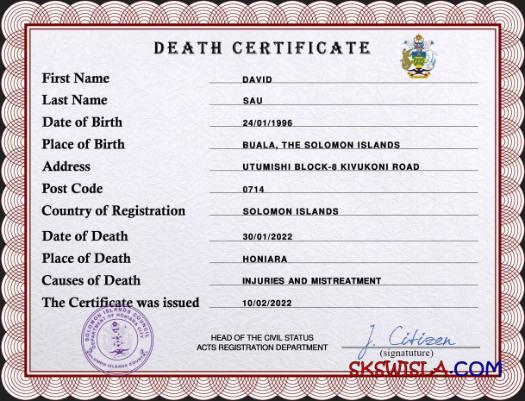 DEATH CERTIFICATE
First Name DAVID
Last Name SAU
Date of Birth 24/01/1996
Place of Birth BUALA, THE SOLOMON ISLANDS
Address UTUMISHI BLOCK-8 KIVUKONI ROAD
Post Code 0714
Country of Registration SOLOMON ISLANDS
Date of Death 30/01/2022
Place of Death HONIARA
Causes of Death INJURIES AND MISTREATMENT
The Certificate was issued 10/02/2022
SOLOMON ISLANDS COUNCIL
HEAD OF THE CIVIL STATUS
ACTS REGISTRATION DEPARTMENT
J. Citizen
(signatuture)
SKSWISLA.COM